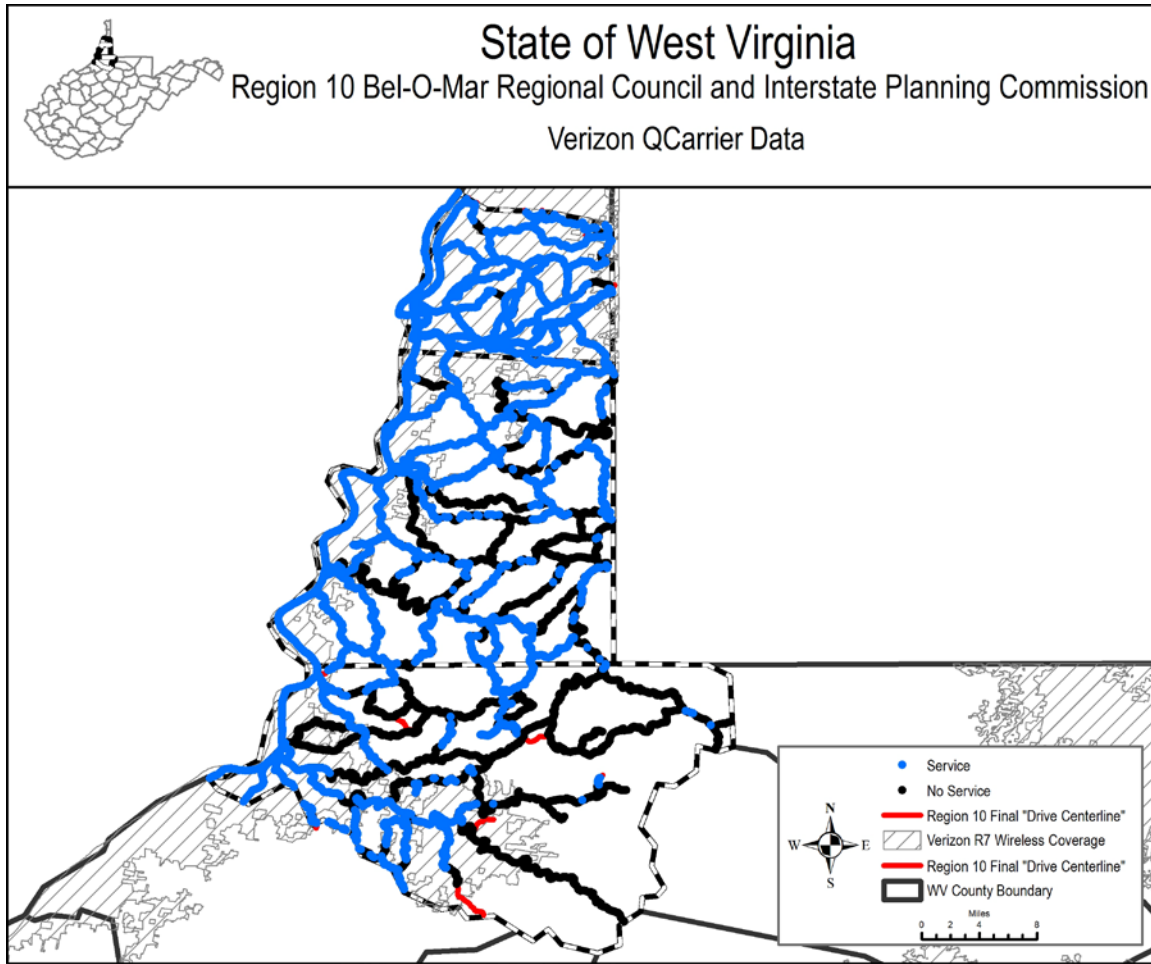 State of West Virginia
Region 10 Bel-O-Mar Regional Council and Interstate Planning Commission
Verizon QCarrier Data
Service
No Service
Region 10 Final "Drive Centerline"
Verizon R7 Wireless Coverage
Region 10 Final "Drive Centerline"
WV County Boundary
N
W E
S
Miles
0 2 4 8